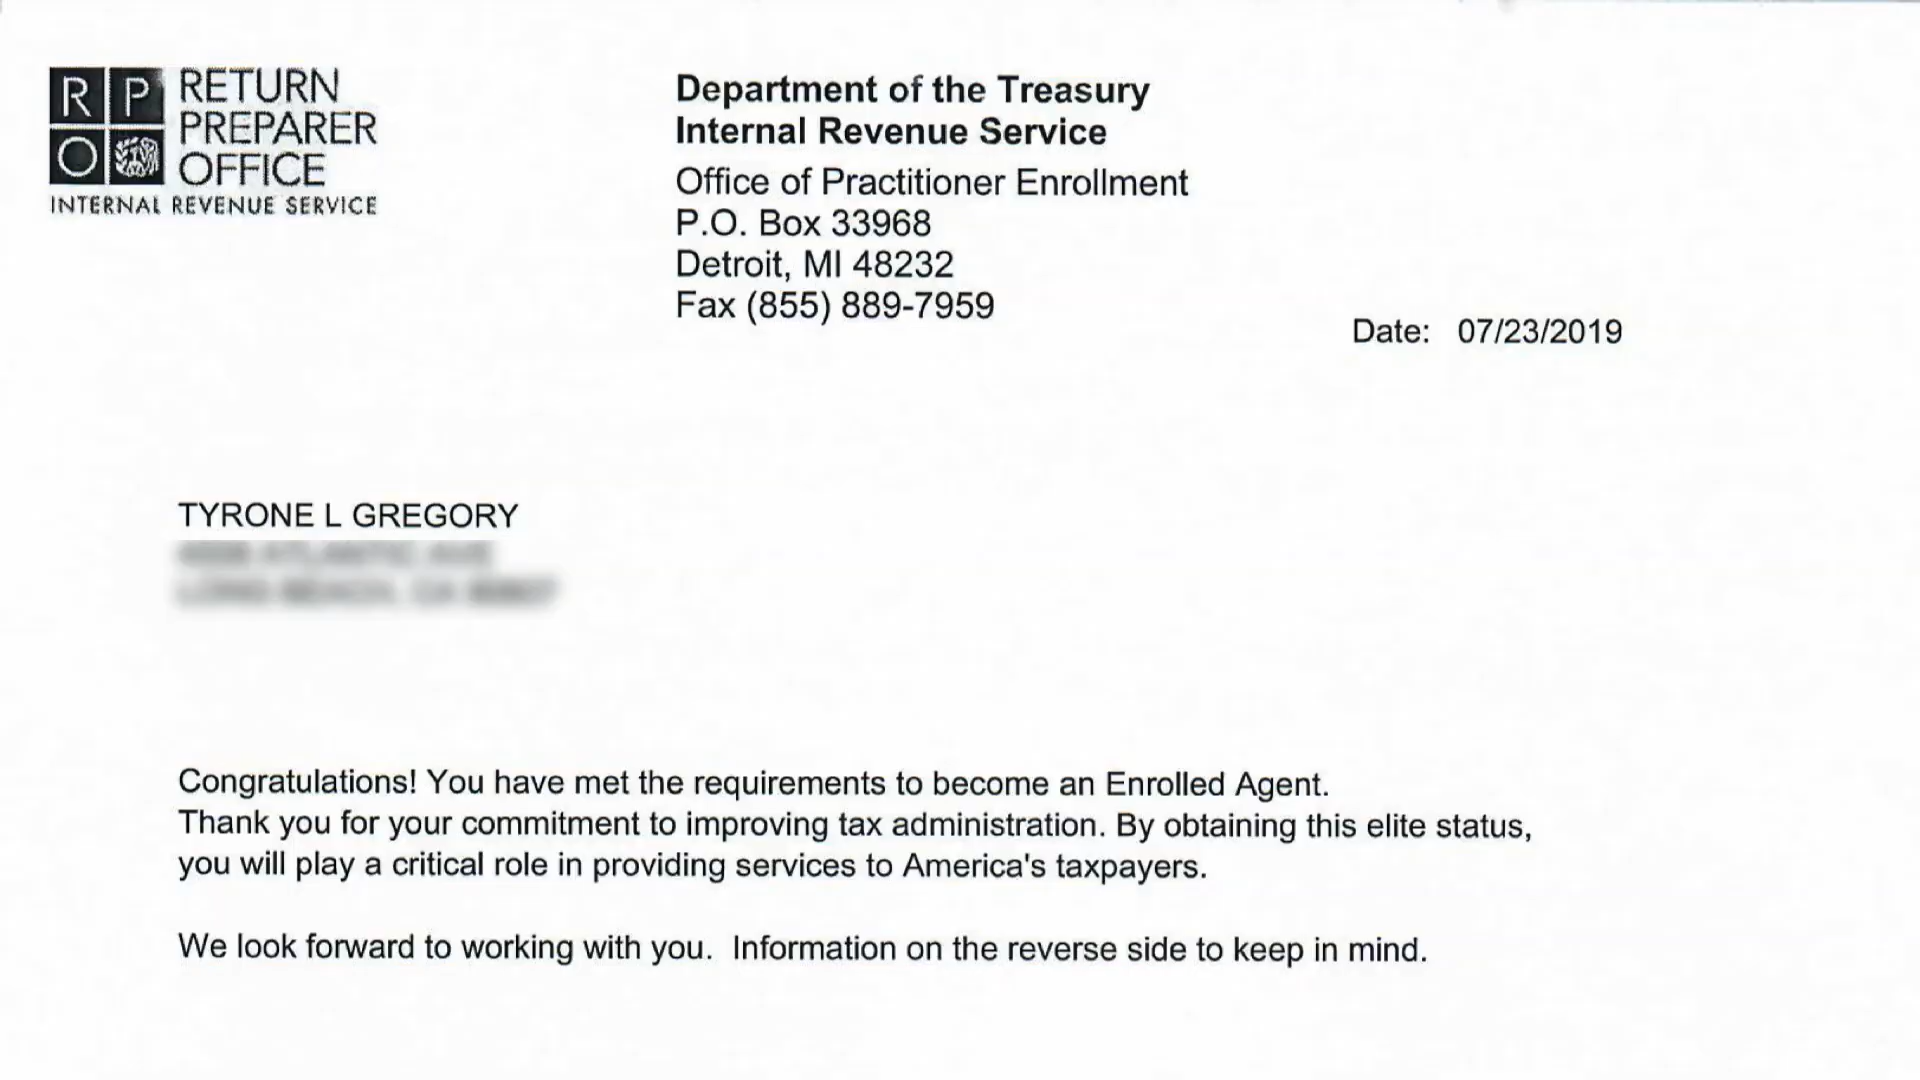 R P O
RETURN
PREPARER
OFFICE
INTERNAL REVENUE SERVICE
Department of the Treasury
Internal Revenue Service
Office of Practitioner Enrollment
P.O. Box 33968
Detroit, MI 48232
Fax (855) 889-7959
Date: 07/23/2019
TYRONE L GREGORY
Congratulations! You have met the requirements to become an Enrolled Agent.
Thank you for your commitment to improving tax administration. By obtaining this elite status,
you will play a critical role in providing services to America's taxpayers.
We look forward to working with you. Information on the reverse side to keep in mind.